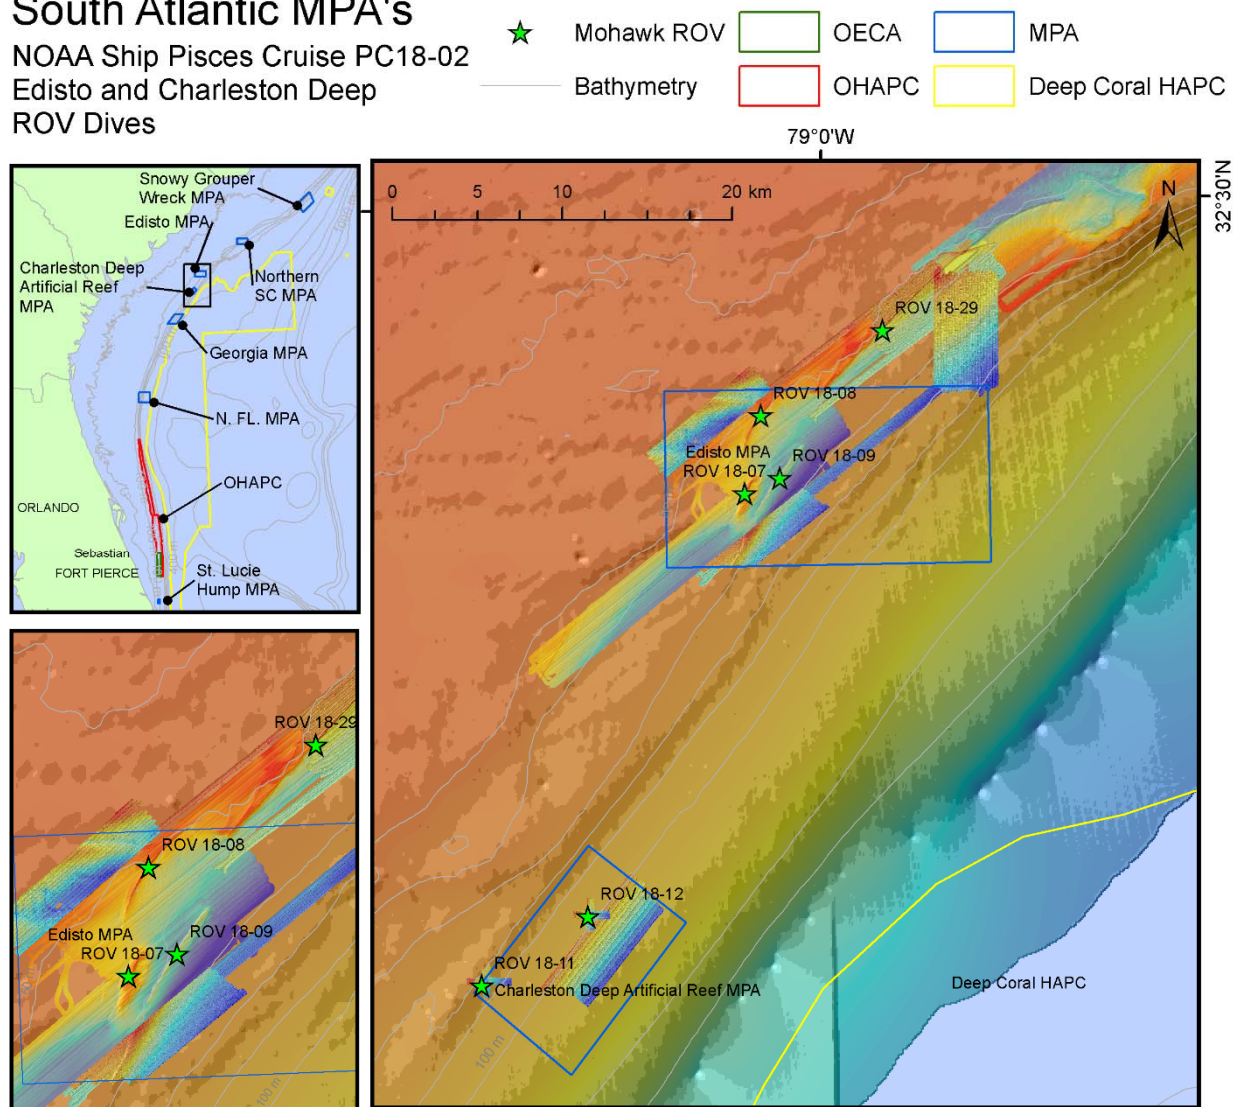 South Atlantic MPA's
NOAA Ship Pisces Cruise PC18-02
Edisto and Charleston Deep
ROV Dives
Mohawk ROV
OECA
MPA
Bathymetry
OHAPC
Deep Coral HAPC
79°0'W
32°30'N
Snowy Grouper
Wreck MPA
Edisto MPA
Charleston Deep
Artificial Reef
MPA
Northern
SC MPA
Georgia MPA
N. FL. MPA
OHAPC
ORLANDO
Sebastian
FORT PIERCE
St. Lucie
Hump MPA
0 5 10 20 km
N
ROV 18-29
ROV 18-08
Edisto MPA
ROV 18-07
ROV 18-09
ROV 18-12
ROV 18-11
Charleston Deep Artificial Reef MPA
100 m
Deep Coral HAPC
ROV 18-29
ROV 18-08
Edisto MPA
ROV 18-07
ROV 18-09
100 m